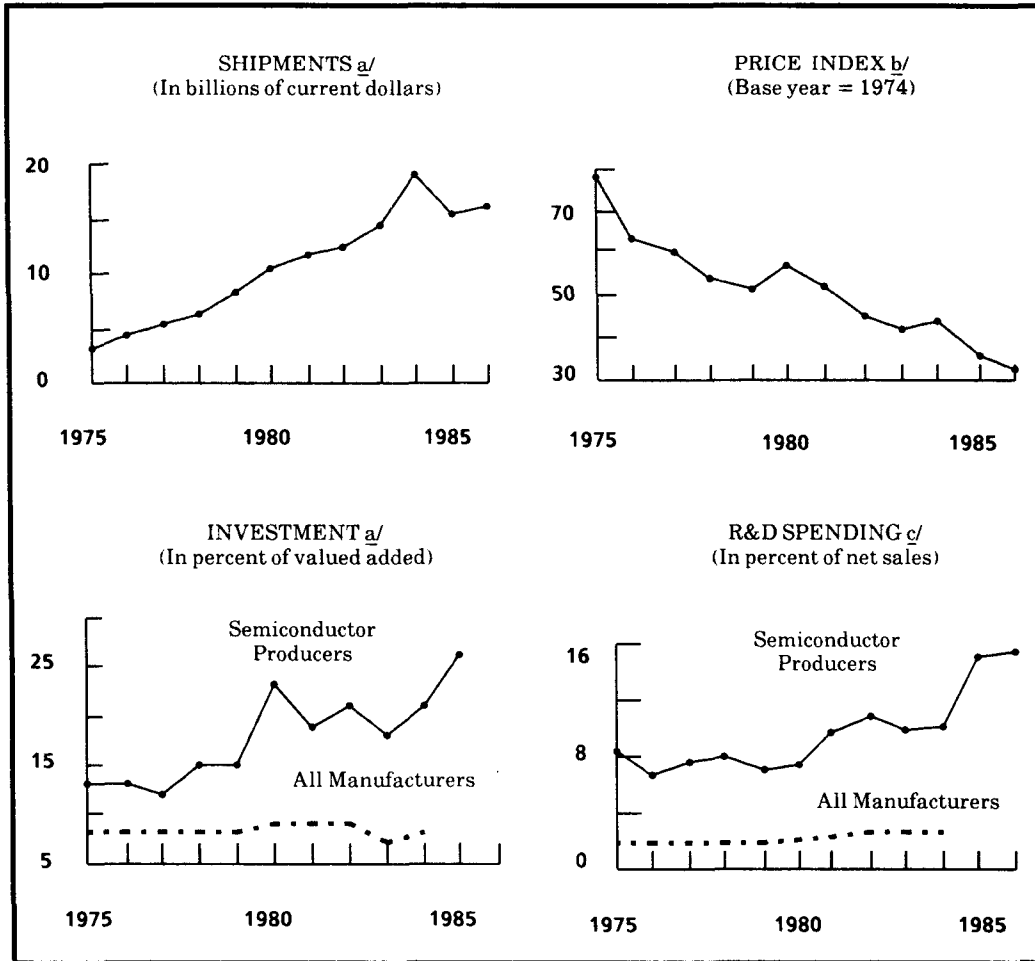 SHIPMENTS a/
(In billions of current dollars)
20
10
0
1975 1980 1985
PRICE INDEX b/
(Base year = 1974)
70
50
30
1975 1980 1985
INVESTMENT a/
(In percent of valued added)
Semiconductor
Producers
25
15
All Manufacturers
5
1975 1980 1985
R&D SPENDING c/
(In percent of net sales)
16
Semiconductor
Producers
8
All Manufacturers
0
1975 1980 1985